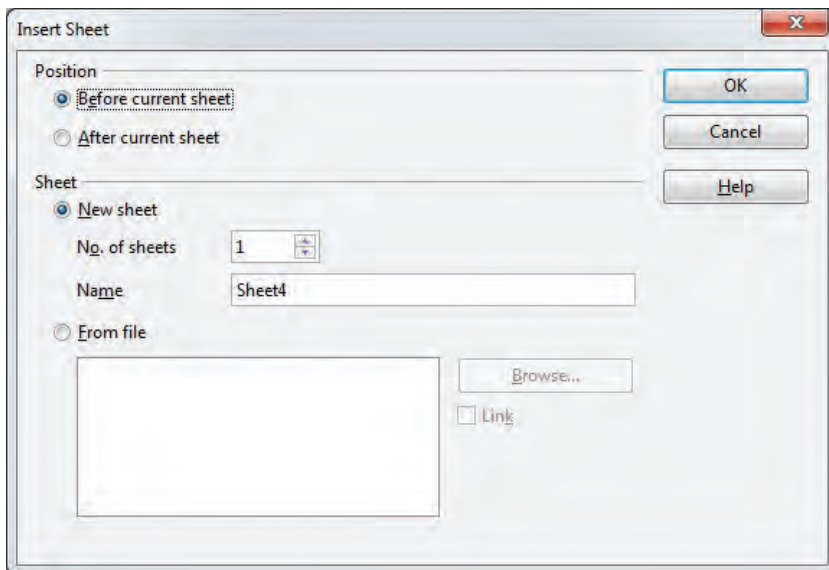 Insert Sheet
Position
Before current sheet
After current sheet
Sheet
New sheet
No. of sheets 1
Name Sheet4
From file
Browse...
Link
OK
Cancel
Help